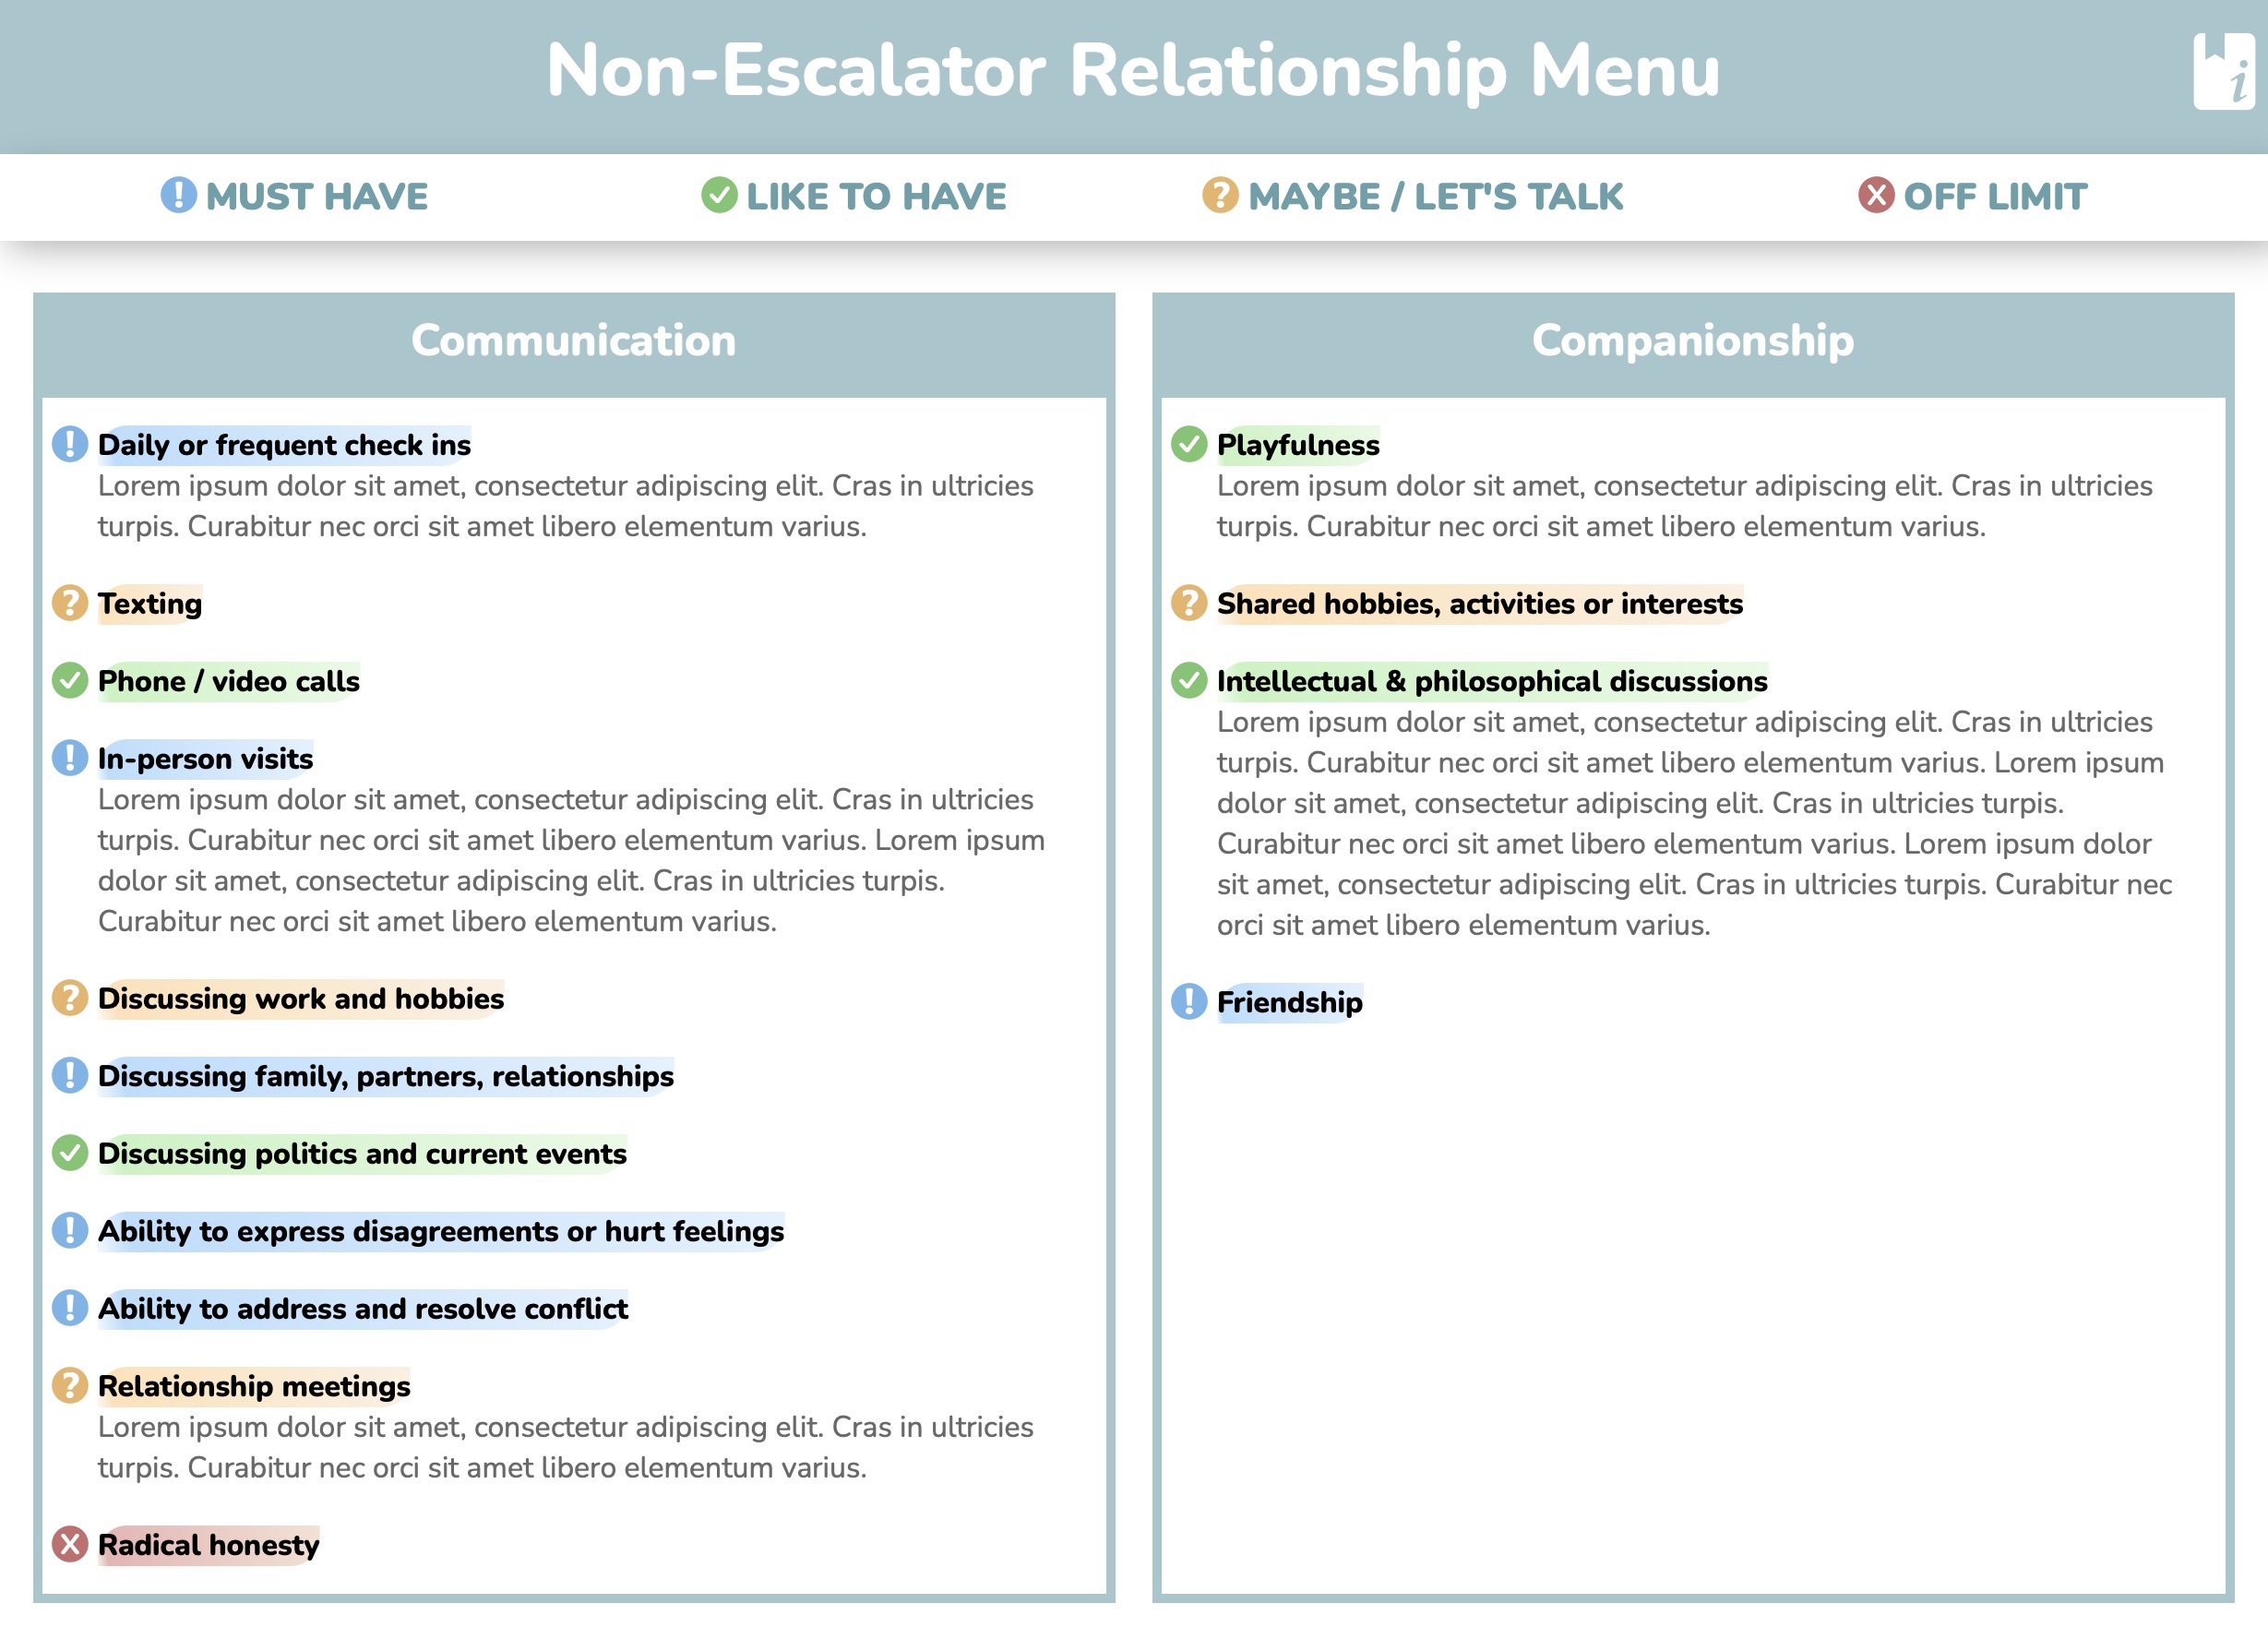 Non-Escalator Relationship Menu
MUST HAVE
LIKE TO HAVE
MAYBE / LET'S TALK
OFF LIMIT
Communication
Daily or frequent check ins
Lorem ipsum dolor sit amet, consectetur adipiscing elit. Cras in ultricies
turpis. Curabitur nec orci sit amet libero elementum varius.
Texting
Phone / video calls
In-person visits
Lorem ipsum dolor sit amet, consectetur adipiscing elit. Cras in ultricies
turpis. Curabitur nec orci sit amet libero elementum varius. Lorem ipsum
dolor sit amet, consectetur adipiscing elit. Cras in ultricies turpis.
Curabitur nec orci sit amet libero elementum varius.
Discussing work and hobbies
Discussing family, partners, relationships
Discussing politics and current events
Ability to express disagreements or hurt feelings
Ability to address and resolve conflict
Relationship meetings
Lorem ipsum dolor sit amet, consectetur adipiscing elit. Cras in ultricies
turpis. Curabitur nec orci sit amet libero elementum varius.
Radical honesty
Companionship
Playfulness
Lorem ipsum dolor sit amet, consectetur adipiscing elit. Cras in ultricies
turpis. Curabitur nec orci sit amet libero elementum varius.
Shared hobbies, activities or interests
Intellectual & philosophical discussions
Lorem ipsum dolor sit amet, consectetur adipiscing elit. Cras in ultricies
turpis. Curabitur nec orci sit amet libero elementum varius. Lorem ipsum
dolor sit amet, consectetur adipiscing elit. Cras in ultricies turpis.
Curabitur nec orci sit amet libero elementum varius. Lorem ipsum dolor
sit amet, consectetur adipiscing elit. Cras in ultricies turpis. Curabitur nec
orci sit amet libero elementum varius.
Friendship